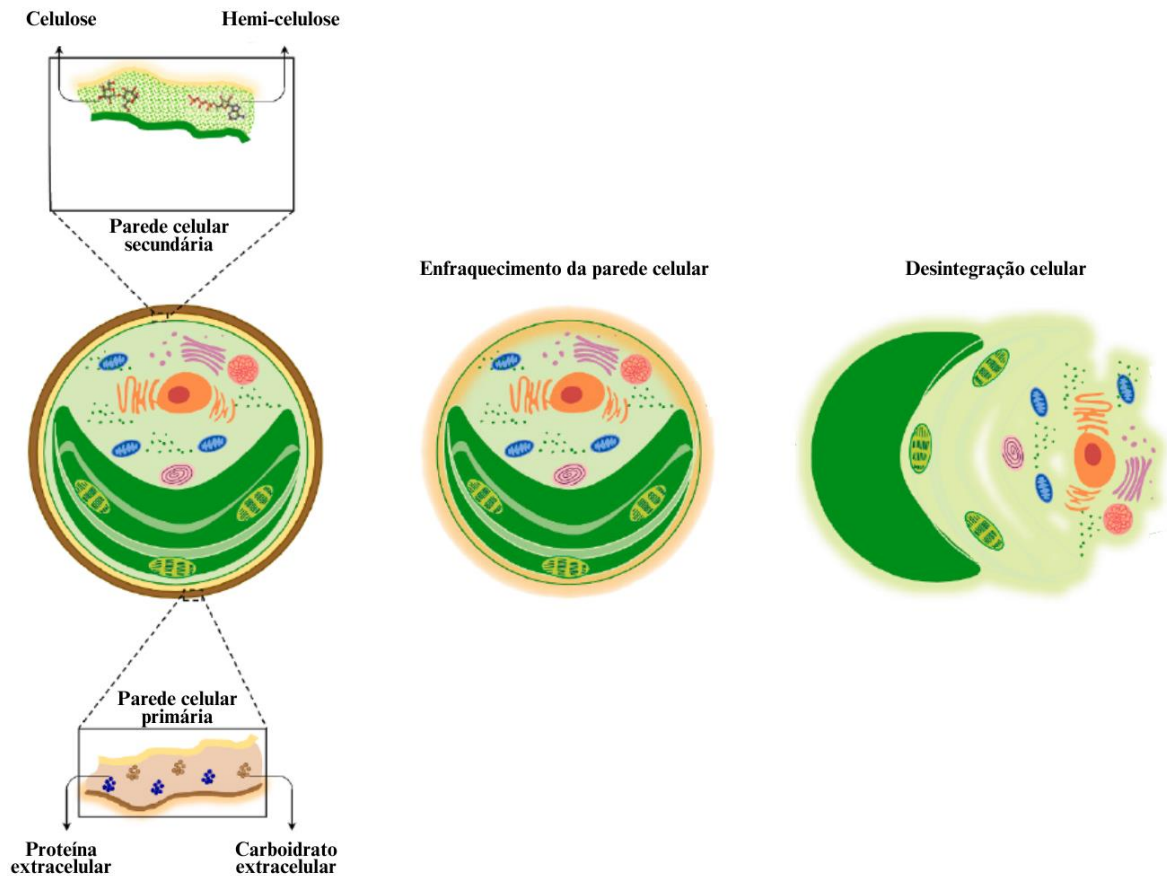 Celulose
Hemi-celulose
Parede celular
secundária
Enfraquecimento da parede celular
Desintegração celular
Parede celular
primária
Proteína
extracelular
Carboidrato
extracelular